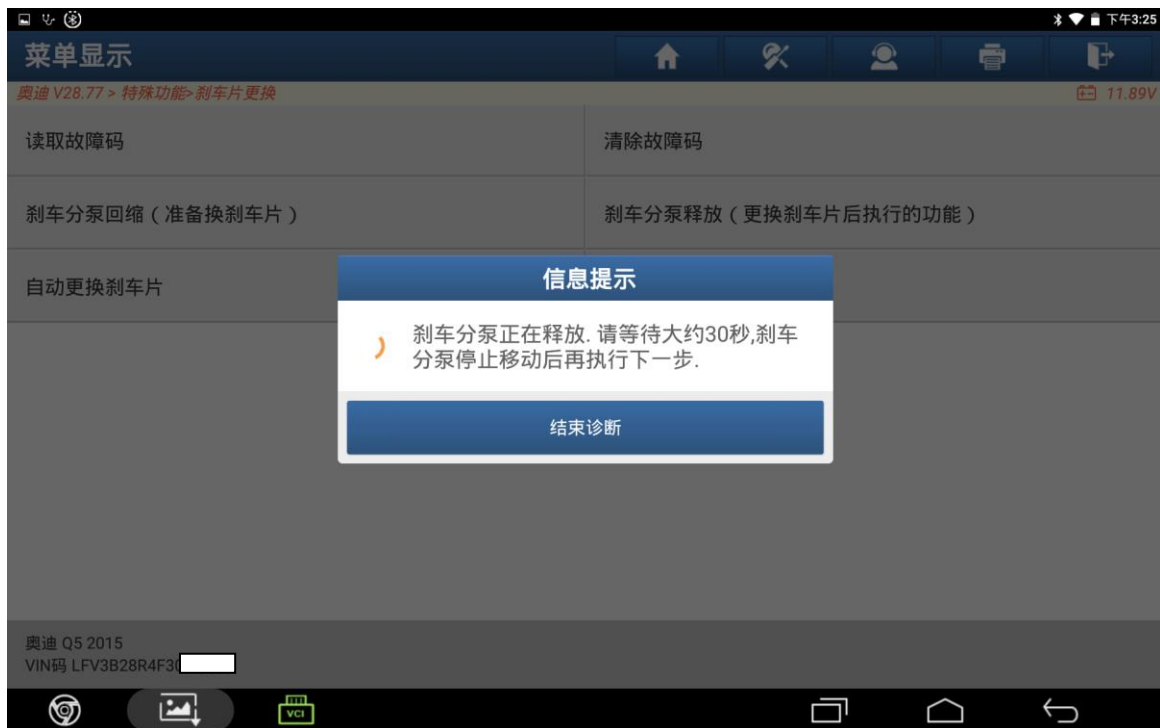 下午3:25
菜单显示
奥迪 V28.77 > 特殊功能> 刹车片更换
11.89V
读取故障码
清除故障码
刹车分泵回缩（准备换刹车片）
刹车分泵释放（更换刹车片后执行的功能）
自动更换刹车片
信息提示
刹车分泵正在释放. 请等待大约30秒,刹车
分泵停止移动后再执行下一步.
结束诊断
奥迪 Q5 2015
VIN码 LFV3B28R4F30
VCI